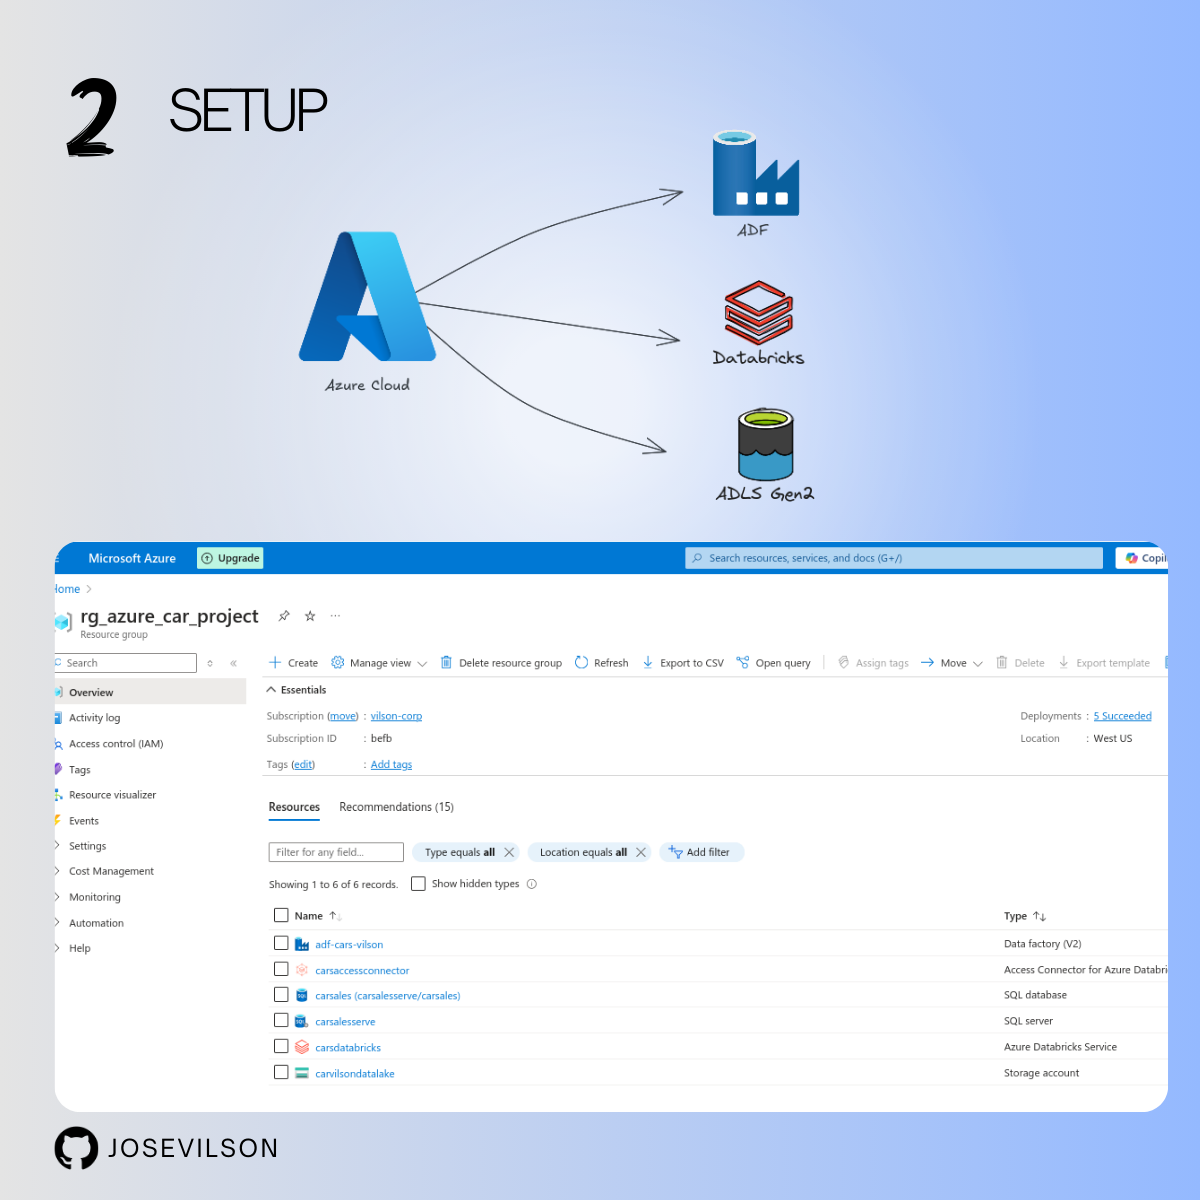 2 SETUP
ADF
Azure Cloud
Databricks
ADLS Gen2
Microsoft Azure Upgrade Search resources, services, and docs (G+/)
Home
rg_azure_car_project ...
Resource group
Search Create Manage view Delete resource group Refresh Export to CSV Open query Assign tags Move Delete Export template
Overview
Activity log
Access control (IAM)
Tags
Resource visualizer
Events
Settings
Cost Management
Monitoring
Automation
Help
Essentials
Subscription (move) : vilson-corp Deployments : 5 Succeeded
Subscription ID : befb Location : West US
Tags (edit) : Add tags
Resources Recommendations (15)
Filter for any field... Type equals all Location equals all Add filter
Showing 1 to 6 of 6 records. Show hidden types
Name Type
adf-cars-vilson Data factory (V2)
carsaccessconnector Access Connector for Azure Databri
carsales (carsalesserve/carsales) SQL database
carsalesserve SQL server
carsdatabricks Azure Databricks Service
carvilsondatalake Storage account
JOSEVILSON